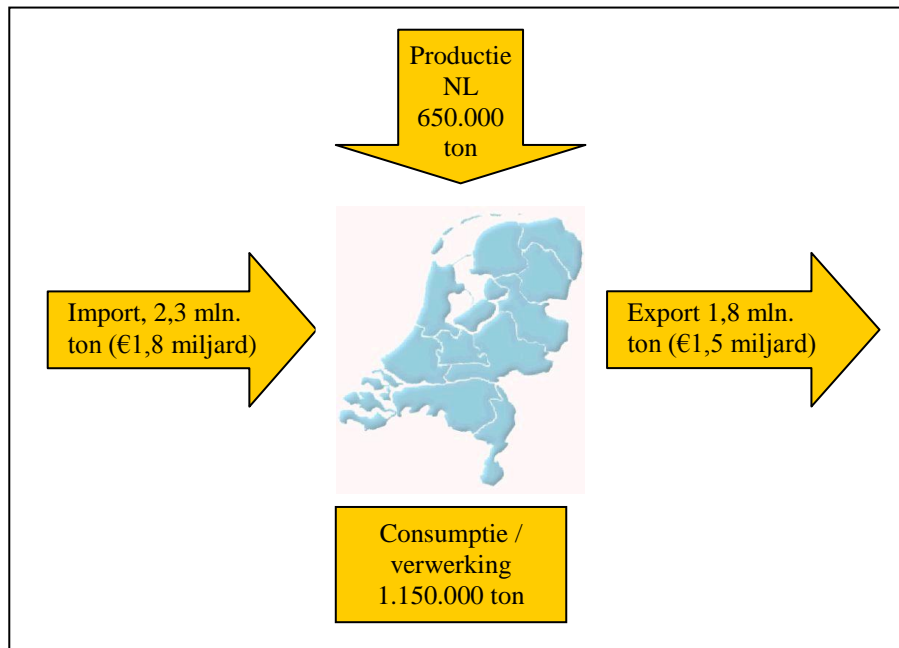 Productie
NL
650.000
ton
Import, 2,3 mln.
ton (€1,8 miljard)
Export 1,8 mln.
ton (€1,5 miljard)
Consumptie /
verwerking
1.150.000 ton